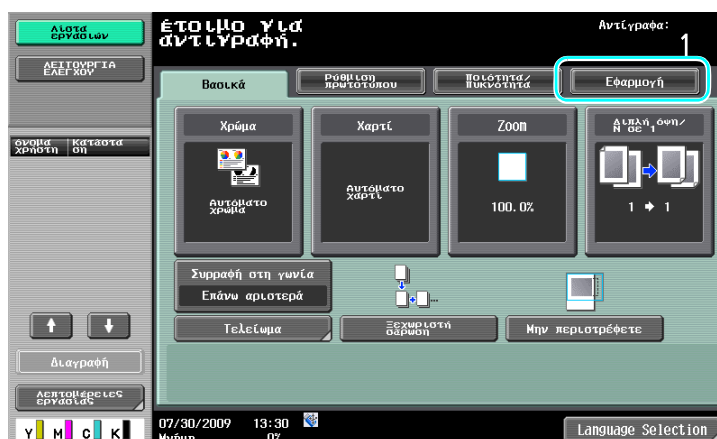 Λίστα
εργασιών
έτοιμο για
αντιγραφή.
Αντίγραφα:
1
ΛΕΙΤΟΥΡΓΙΑ
ΕΛΕΓΧΟΥ
Βασικά
Ρύθμιση
πρωτοτύπου
Ποιότητα/
πυκνότητα
Εφαρμογή
όνομα
χρήστη
Κατάστα
ση
Χρώμα
Χαρτί
Zoom
Διπλή όψη/
N σε 1
Αυτόματο
χρώμα
Αυτόματο
χαρτί
100.0%
1 → 1
Συρραφή στη γωνία
Επάνω αριστερά
Τελείωμα
Ξεχωριστή
σάρωση
Μην περιστρέφετε
Διαγραφή
Λεπτομέρειες
εργασίας
Y M C K
07/30/2009 13:30
Μνήμη 0%
Language Selection